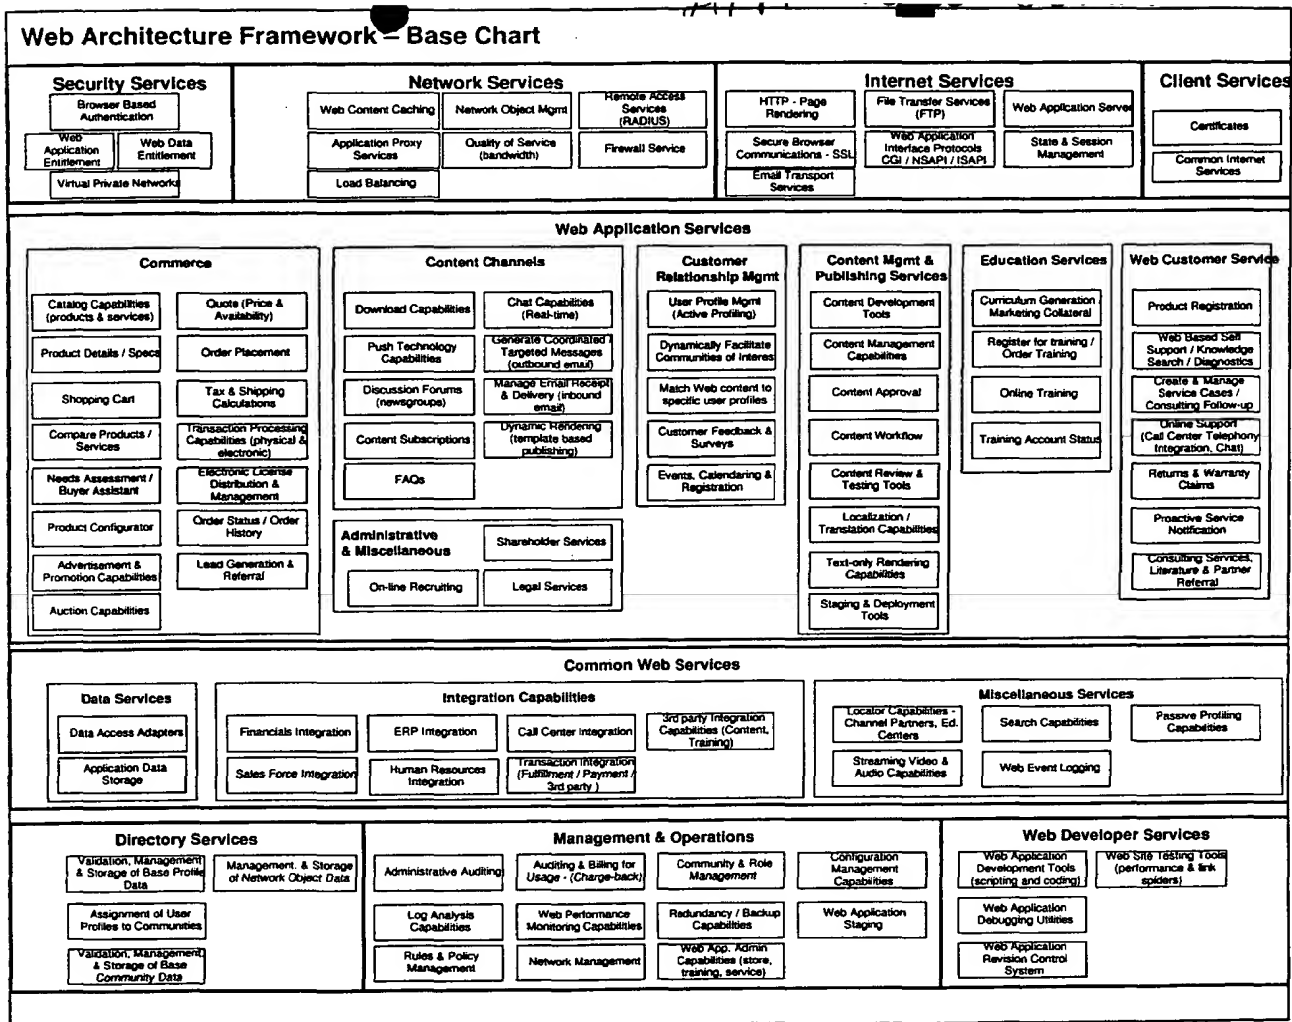 Web Architecture Framework – Base Chart
Security Services
Browser Based
Authentication
Web
Application
Entitlement
Web Data
Entitlement
Virtual Private Networks
Network Services
Web Content Caching
Network Object Mgmt
Remote Access
Services
(RADIUS)
Application Proxy
Services
Quality of Service
(bandwidth)
Firewall Service
Load Balancing
Internet Services
HTTP - Page
Rendering
File Transfer Services
(FTP)
Web Application Server
Secure Browser
Communications - SSL
Web Application
Interface Protocols
CGI / NSAPI / ISAPI
State & Session
Management
Email Transport
Services
Client Services
Certificates
Common Internet
Services
Web Application Services
Commerce
Catalog Capabilities
(products & services)
Quote (Price &
Availability)
Product Details / Specs
Order Placement
Shopping Cart
Tax & Shipping
Calculations
Compare Products /
Services
Transaction Processing
Capabilities (physical &
electronic)
Needs Assessment /
Buyer Assistant
Electronic License
Distribution &
Management
Product Configurator
Order Status / Order
History
Advertisement &
Promotion Capabilities
Lead Generation &
Referral
Auction Capabilities
Content Channels
Download Capabilities
Chat Capabilities
(Real-time)
Push Technology
Capabilities
Generate Coordinated /
Targeted Messages
(outbound email)
Discussion Forums
(newsgroups)
Manage Email Receipt
& Delivery (inbound
email)
Content Subscriptions
Dynamic Rendering
(template based
publishing)
FAQs
Administrative
& Miscellaneous
Shareholder Services
On-line Recruiting
Legal Services
Customer
Relationship Mgmt
User Profile Mgmt
(Active Profiling)
Dynamically Facilitate
Communities of Interes
Match Web content to
specific user profiles
Customer Feedback &
Surveys
Events, Calendaring &
Registration
Content Mgmt &
Publishing Services
Content Development
Tools
Content Management
Capabilities
Content Approval
Content Workflow
Content Review &
Testing Tools
Localization /
Translation Capabilities
Text-only Rendering
Capabilities
Staging & Deployment
Tools
Education Services
Curriculum Generation
Marketing Collateral
Register for training /
Order Training
Online Training
Training Account Status
Web Customer Service
Product Registration
Web Based Self
Support / Knowledge
Search / Diagnostics
Create & Manage
Service Cases /
Consulting Follow-up
Online Support
(Call Center Telephony
Integration, Chat)
Returns & Warranty
Claims
Proactive Service
Notification
Consulting Services,
Literature & Partner
Referral
Common Web Services
Data Services
Data Access Adapters
Application Data
Storage
Integration Capabilities
Financials Integration
ERP Integration
Call Center Integration
3rd party Integration
Capabilities (Content,
Training)
Sales Force Integration
Human Resources
Integration
Transaction Integration
(Fulfillment / Payment /
3rd party )
Miscellaneous Services
Locator Capabilities -
Channel Partners, Ed.
Centers
Search Capabilities
Passive Profiling
Capabilities
Streaming Video &
Audio Capabilities
Web Event Logging
Directory Services
Validation, Management
& Storage of Base Profile
Data
Management, & Storage
of Network Object Data
Assignment of User
Profiles to Communities
Validation, Management,
& Storage of Base
Community Data
Management & Operations
Administrative Auditing
Auditing & Billing for
Usage - (Charge-back)
Community & Role
Management
Configuration
Management
Capabilities
Log Analysis
Capabilities
Web Performance
Monitoring Capabilities
Redundancy / Backup
Capabilities
Web Application
Staging
Rules & Policy
Management
Network Management
Web App. Admin
Capabilities (store,
training, service)
Web Developer Services
Web Application
Development Tools
(scripting and coding)
Web Site Testing Tools
(performance & link
spiders)
Web Application
Debugging Utilities
Web Application
Revision Control
System